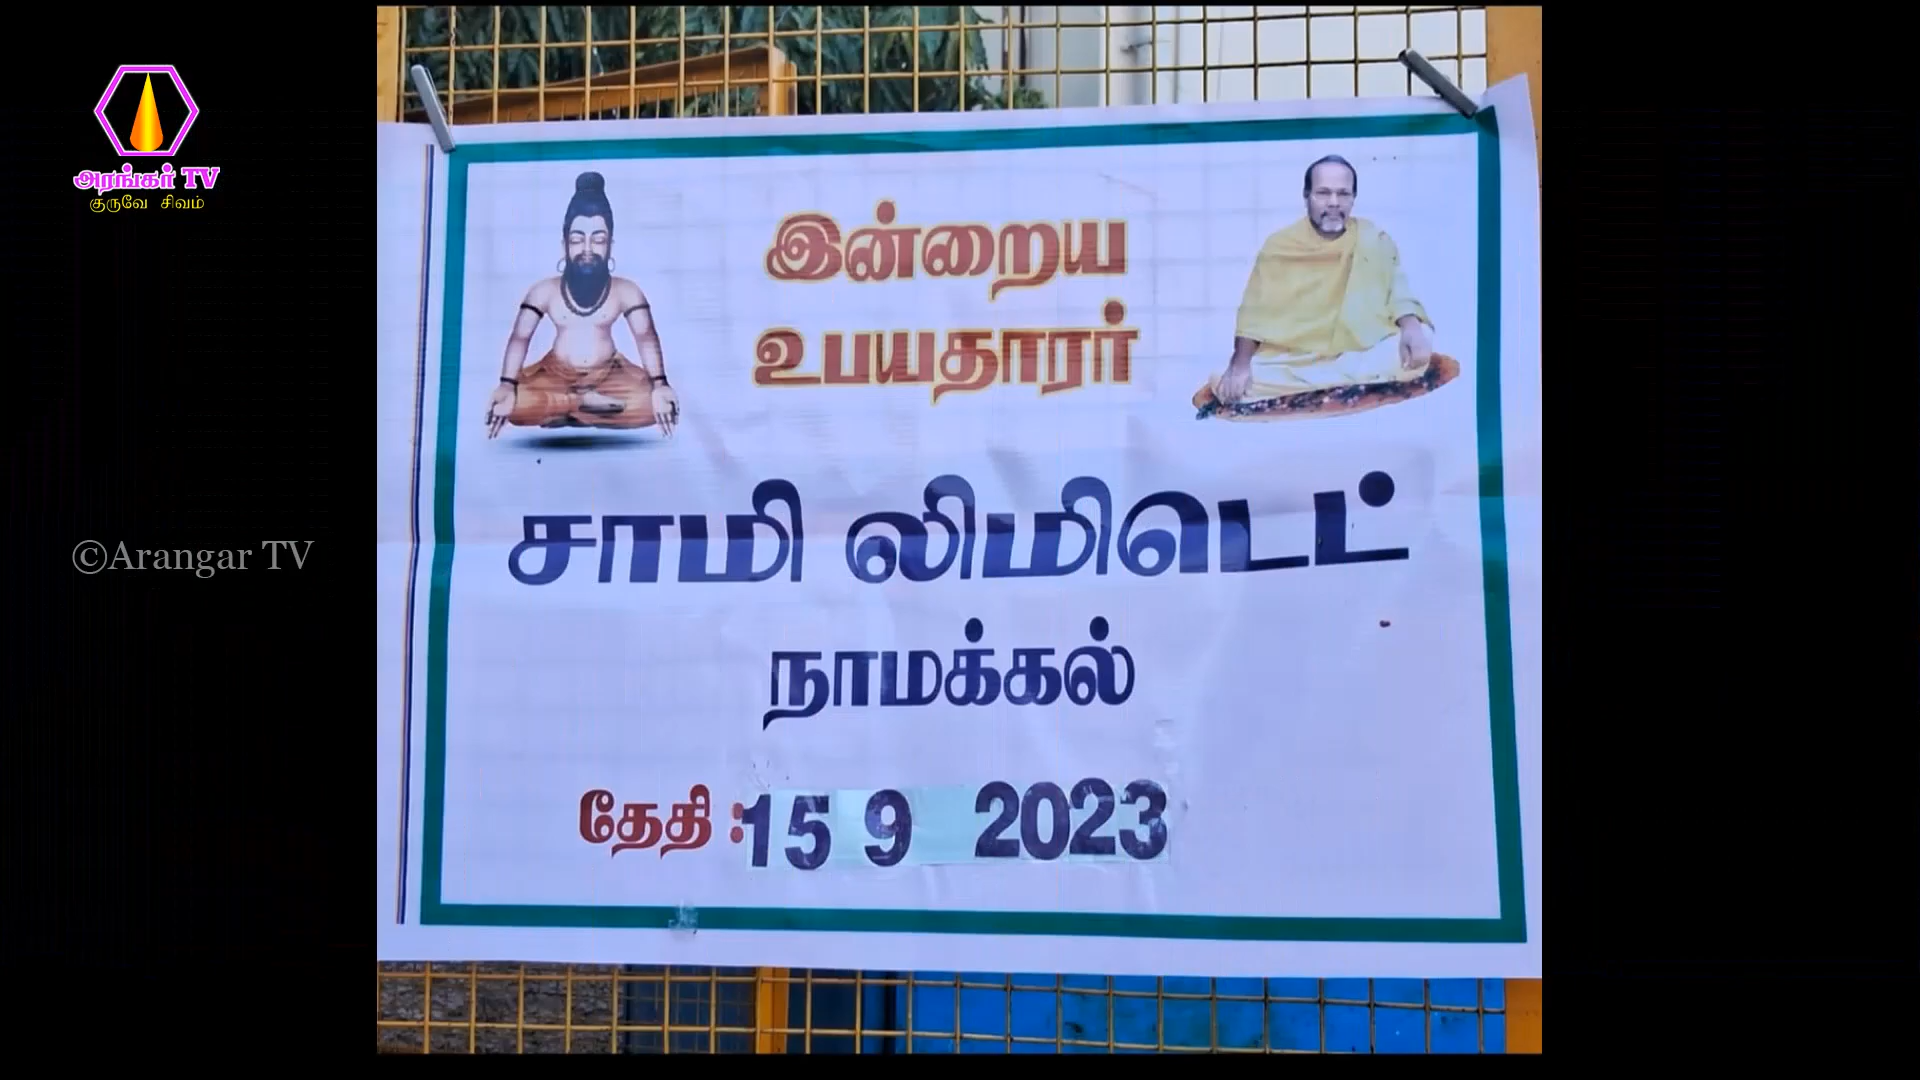 அரங்கர் TV
குருவே சிவம்
©Arangar TV
இன்றைய
உபயதாரர்
சாமி லிமிடெட்
நாமக்கல்
தேதி :15 9 2023